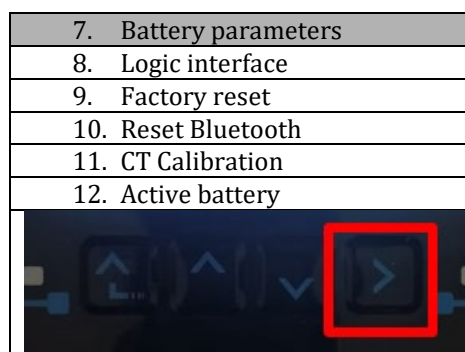 7. Battery parameters
8. Logic interface
9. Factory reset
10. Reset Bluetooth
11. CT Calibration
12. Active battery